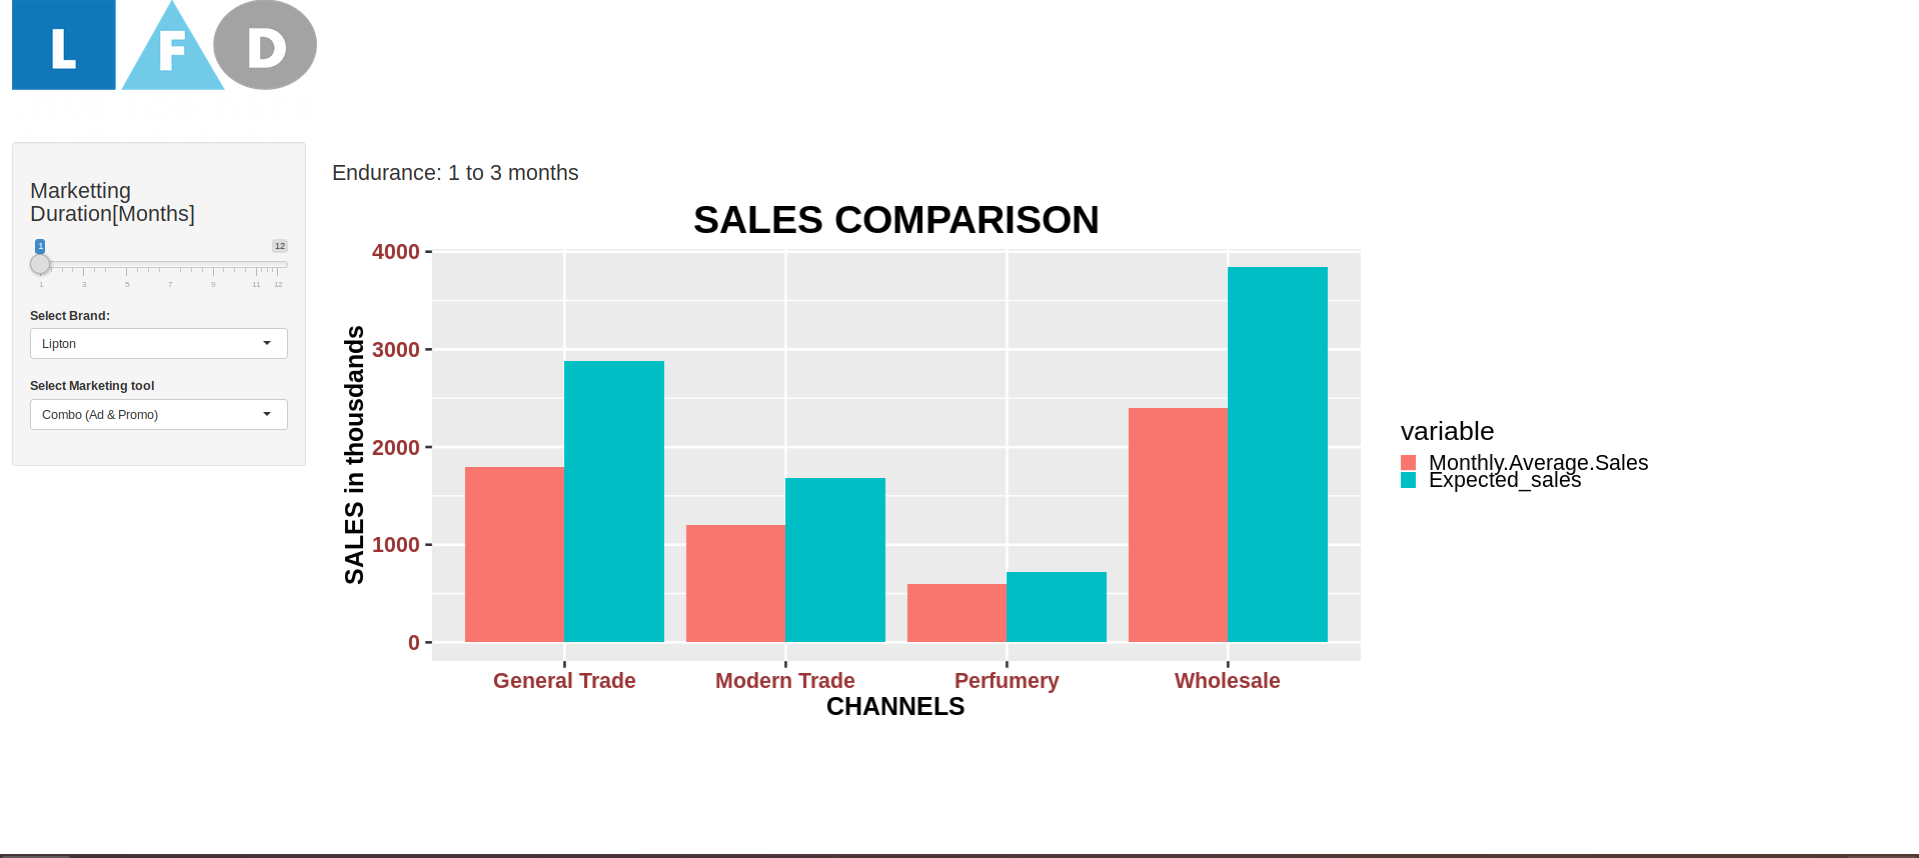 L F D
Marketting
Duration[Months]
1 12
1 3 5 7 9 11 12
Select Brand:
Lipton
Select Marketing tool
Combo (Ad & Promo)
Endurance: 1 to 3 months
SALES COMPARISON
SALES in thousdands
4000
3000
2000
1000
0
General Trade Modern Trade Perfumery Wholesale
CHANNELS
variable
Monthly.Average.Sales
Expected_sales